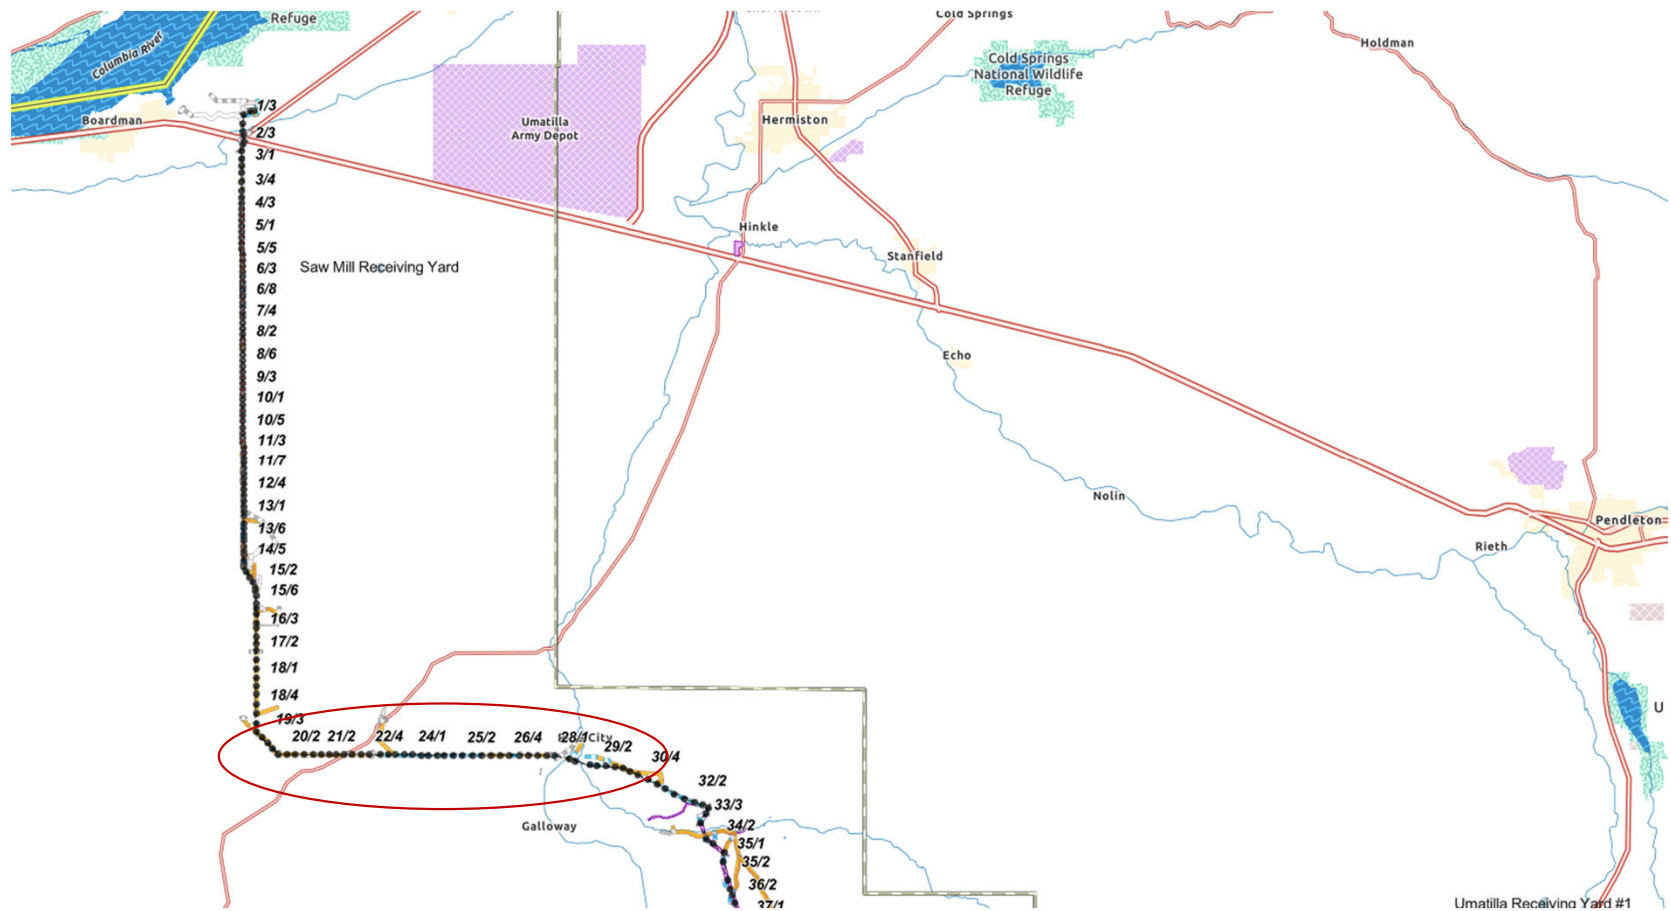 Refuge
Cold Springs
Columbia River
Holdman
Cold Springs
National Wildlife
Refuge
1/3
Boardman
Umatilla
Army Depot
Hermiston
2/3
3/1
3/4
4/3
5/1
Hinkle
5/5
Stanfield
6/3
Saw Mill Receiving Yard
6/8
7/4
8/2
8/6
Echo
9/3
10/1
10/5
11/3
11/7
12/4
Nolin
13/1
13/6
Pendleton
14/5
Rieth
15/2
15/6
16/3
17/2
18/1
18/4
U
19/3
20/2 21/2 22/4 24/1 25/2 26/4 28/1 City
29/2
30/4
32/2
33/3
Galloway
34/2
35/1
35/2
36/2
37/1
Umatilla Receiving Yard #1